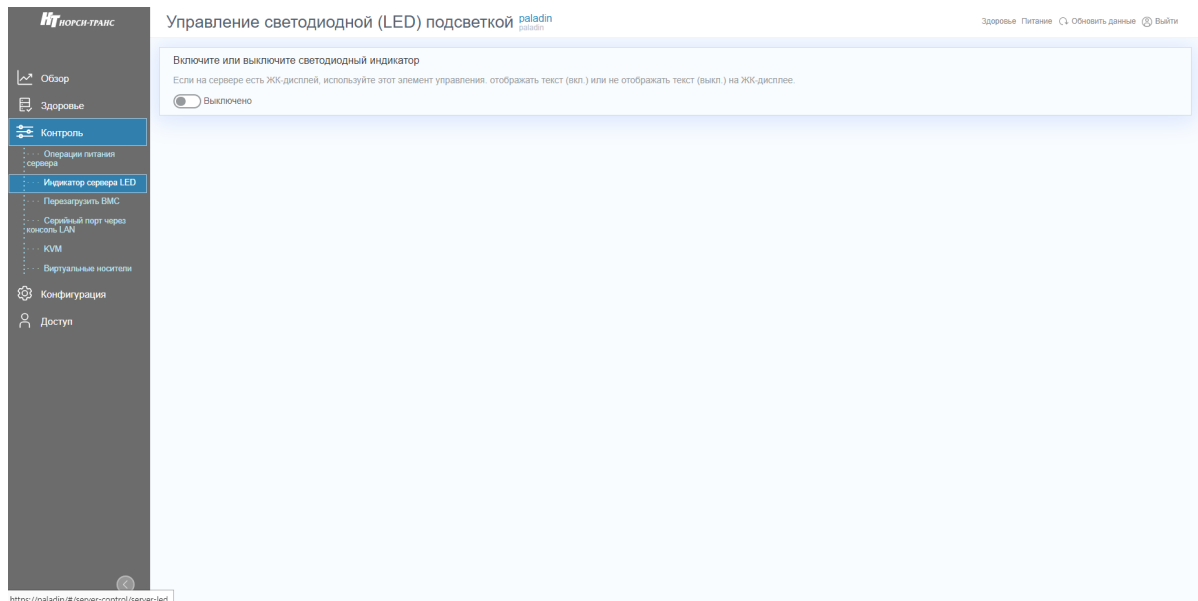 НТ НОРСИ-ТРАНС
Управление светодиодной (LED) подсветкой paladin
paladin
Здоровье Питание Обновить данные Выйти
Включите или выключите светодиодный индикатор
Если на сервере есть ЖК-дисплей, используйте этот элемент управления. отображать текст (вкл.) или не отображать текст (выкл.) на ЖК-дисплее.
Выключено
Обзор
Здоровье
Контроль
Операции питания
сервера
Индикатор сервера LED
Перезагрузить BMC
Серийный порт через
консоль LAN
KVM
Виртуальные носители
Конфигурация
Доступ
https://paladin/#/server-control/server-led